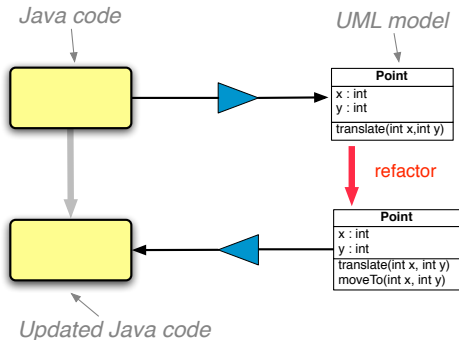 Java code
UML model
Point
x : int
y : int
translate(int x,int y)
refactor
Point
x : int
y : int
translate(int x, int y)
moveTo(int x, int y)
Updated Java code